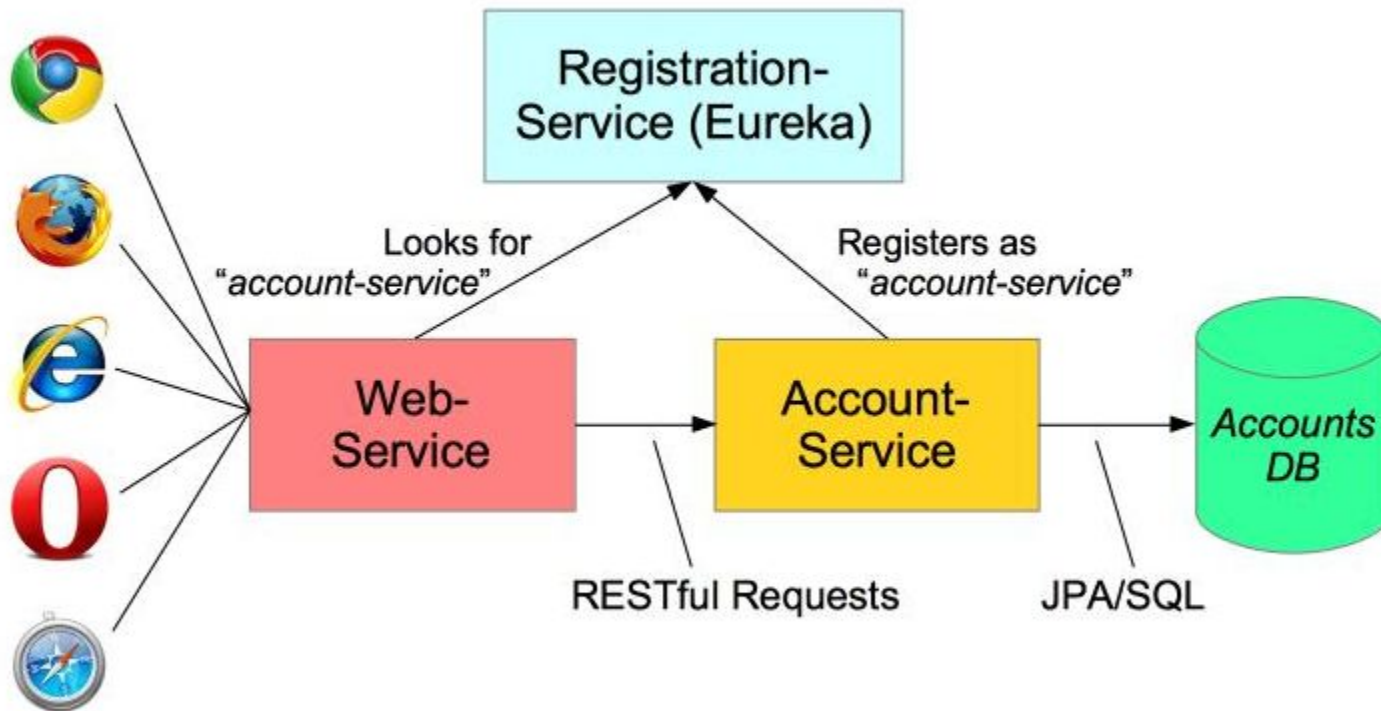 Registration-
Service (Eureka)
Looks for
“account-service”
Registers as
“account-service”
Web-
Service
Account-
Service
Accounts
DB
RESTful Requests
JPA/SQL